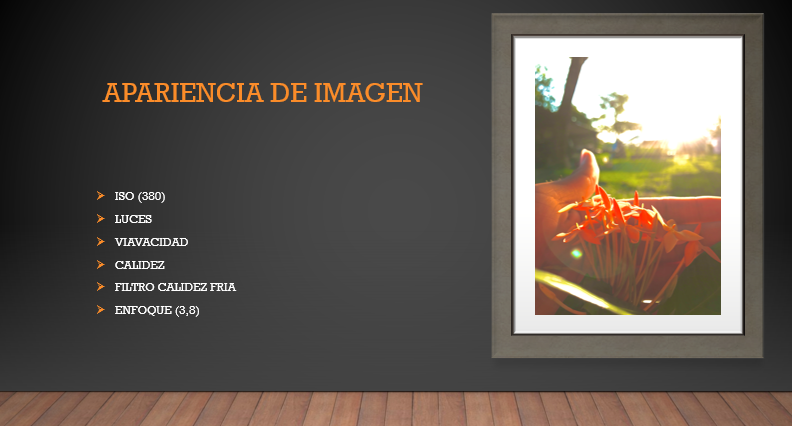 APARIENCIA DE IMAGEN
ISO (380)
LUCES
VIAVACIDAD
CALIDEZ
FILTRO CALIDEZ FRIA
ENFOQUE (3,8)